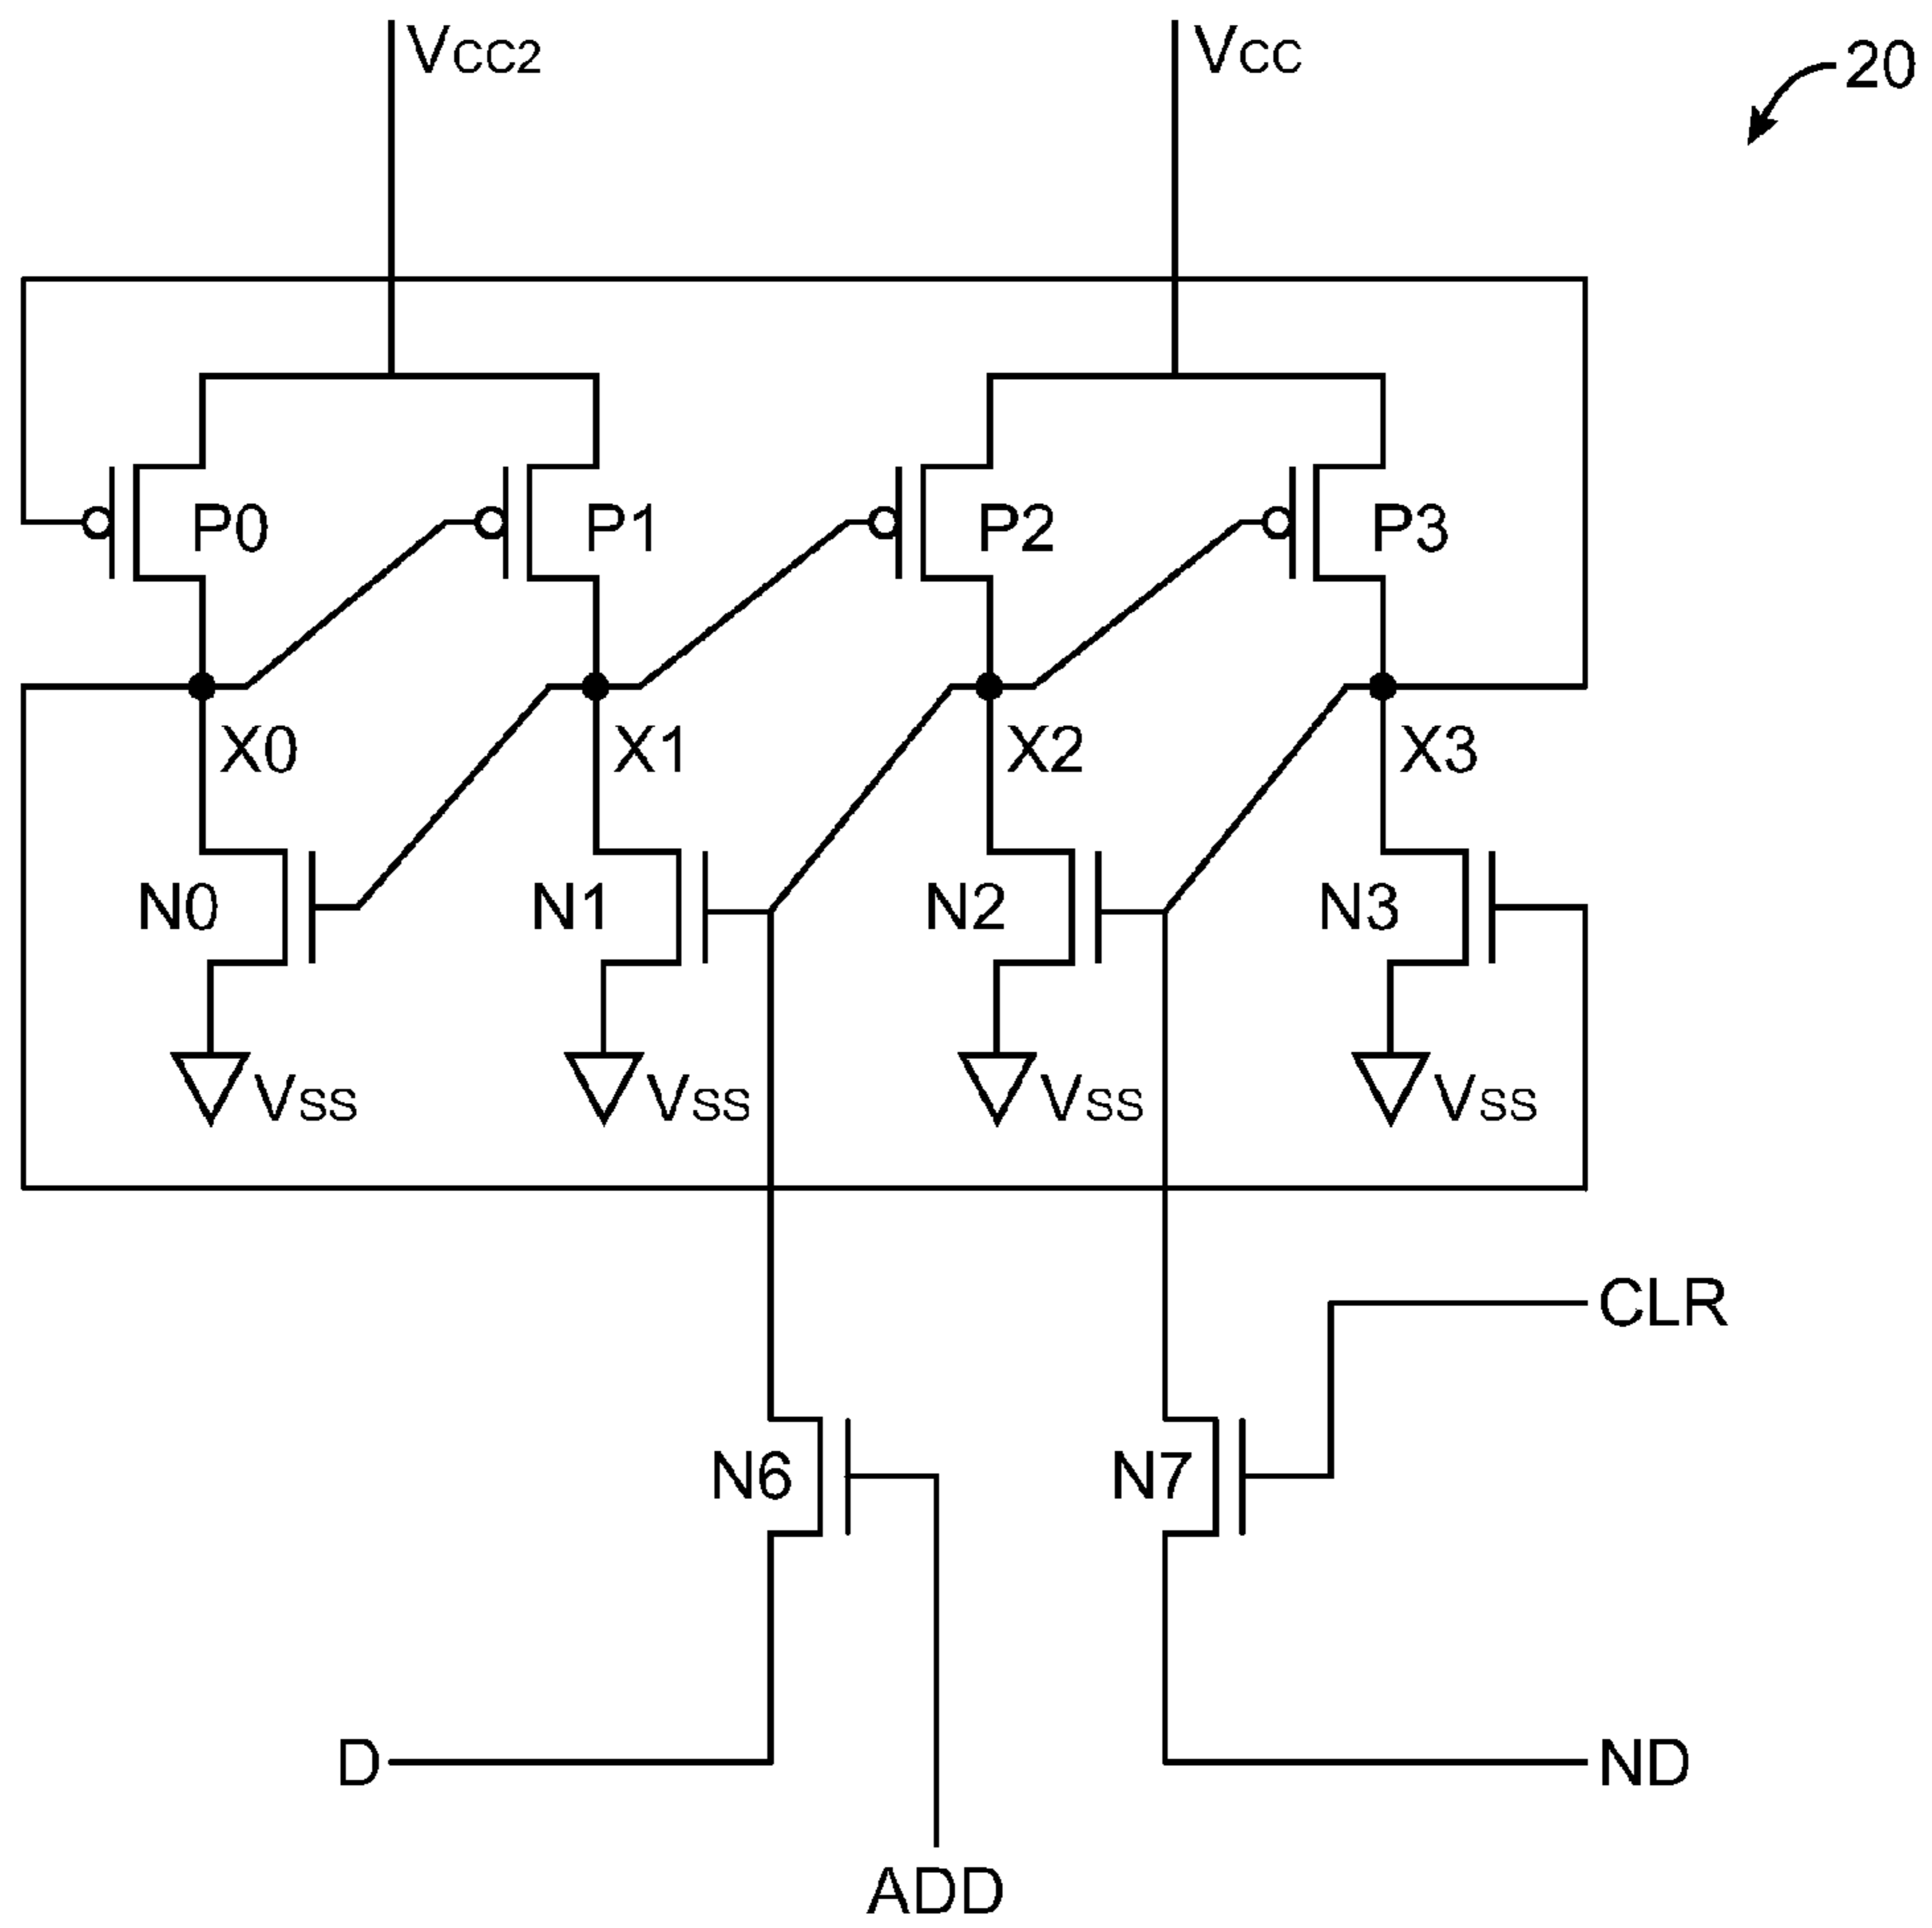 VCC2
VCC
20
P0
P1
P2
P3
X0
X1
X2
X3
N0
N1
N2
N3
VSS
VSS
VSS
VSS
CLR
N6
N7
D
ND
ADD